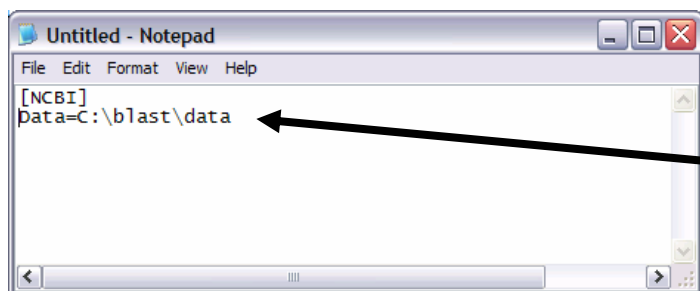 Untitled - Notepad
File Edit Format View Help
[NCBI]
Data=C:\blast\data